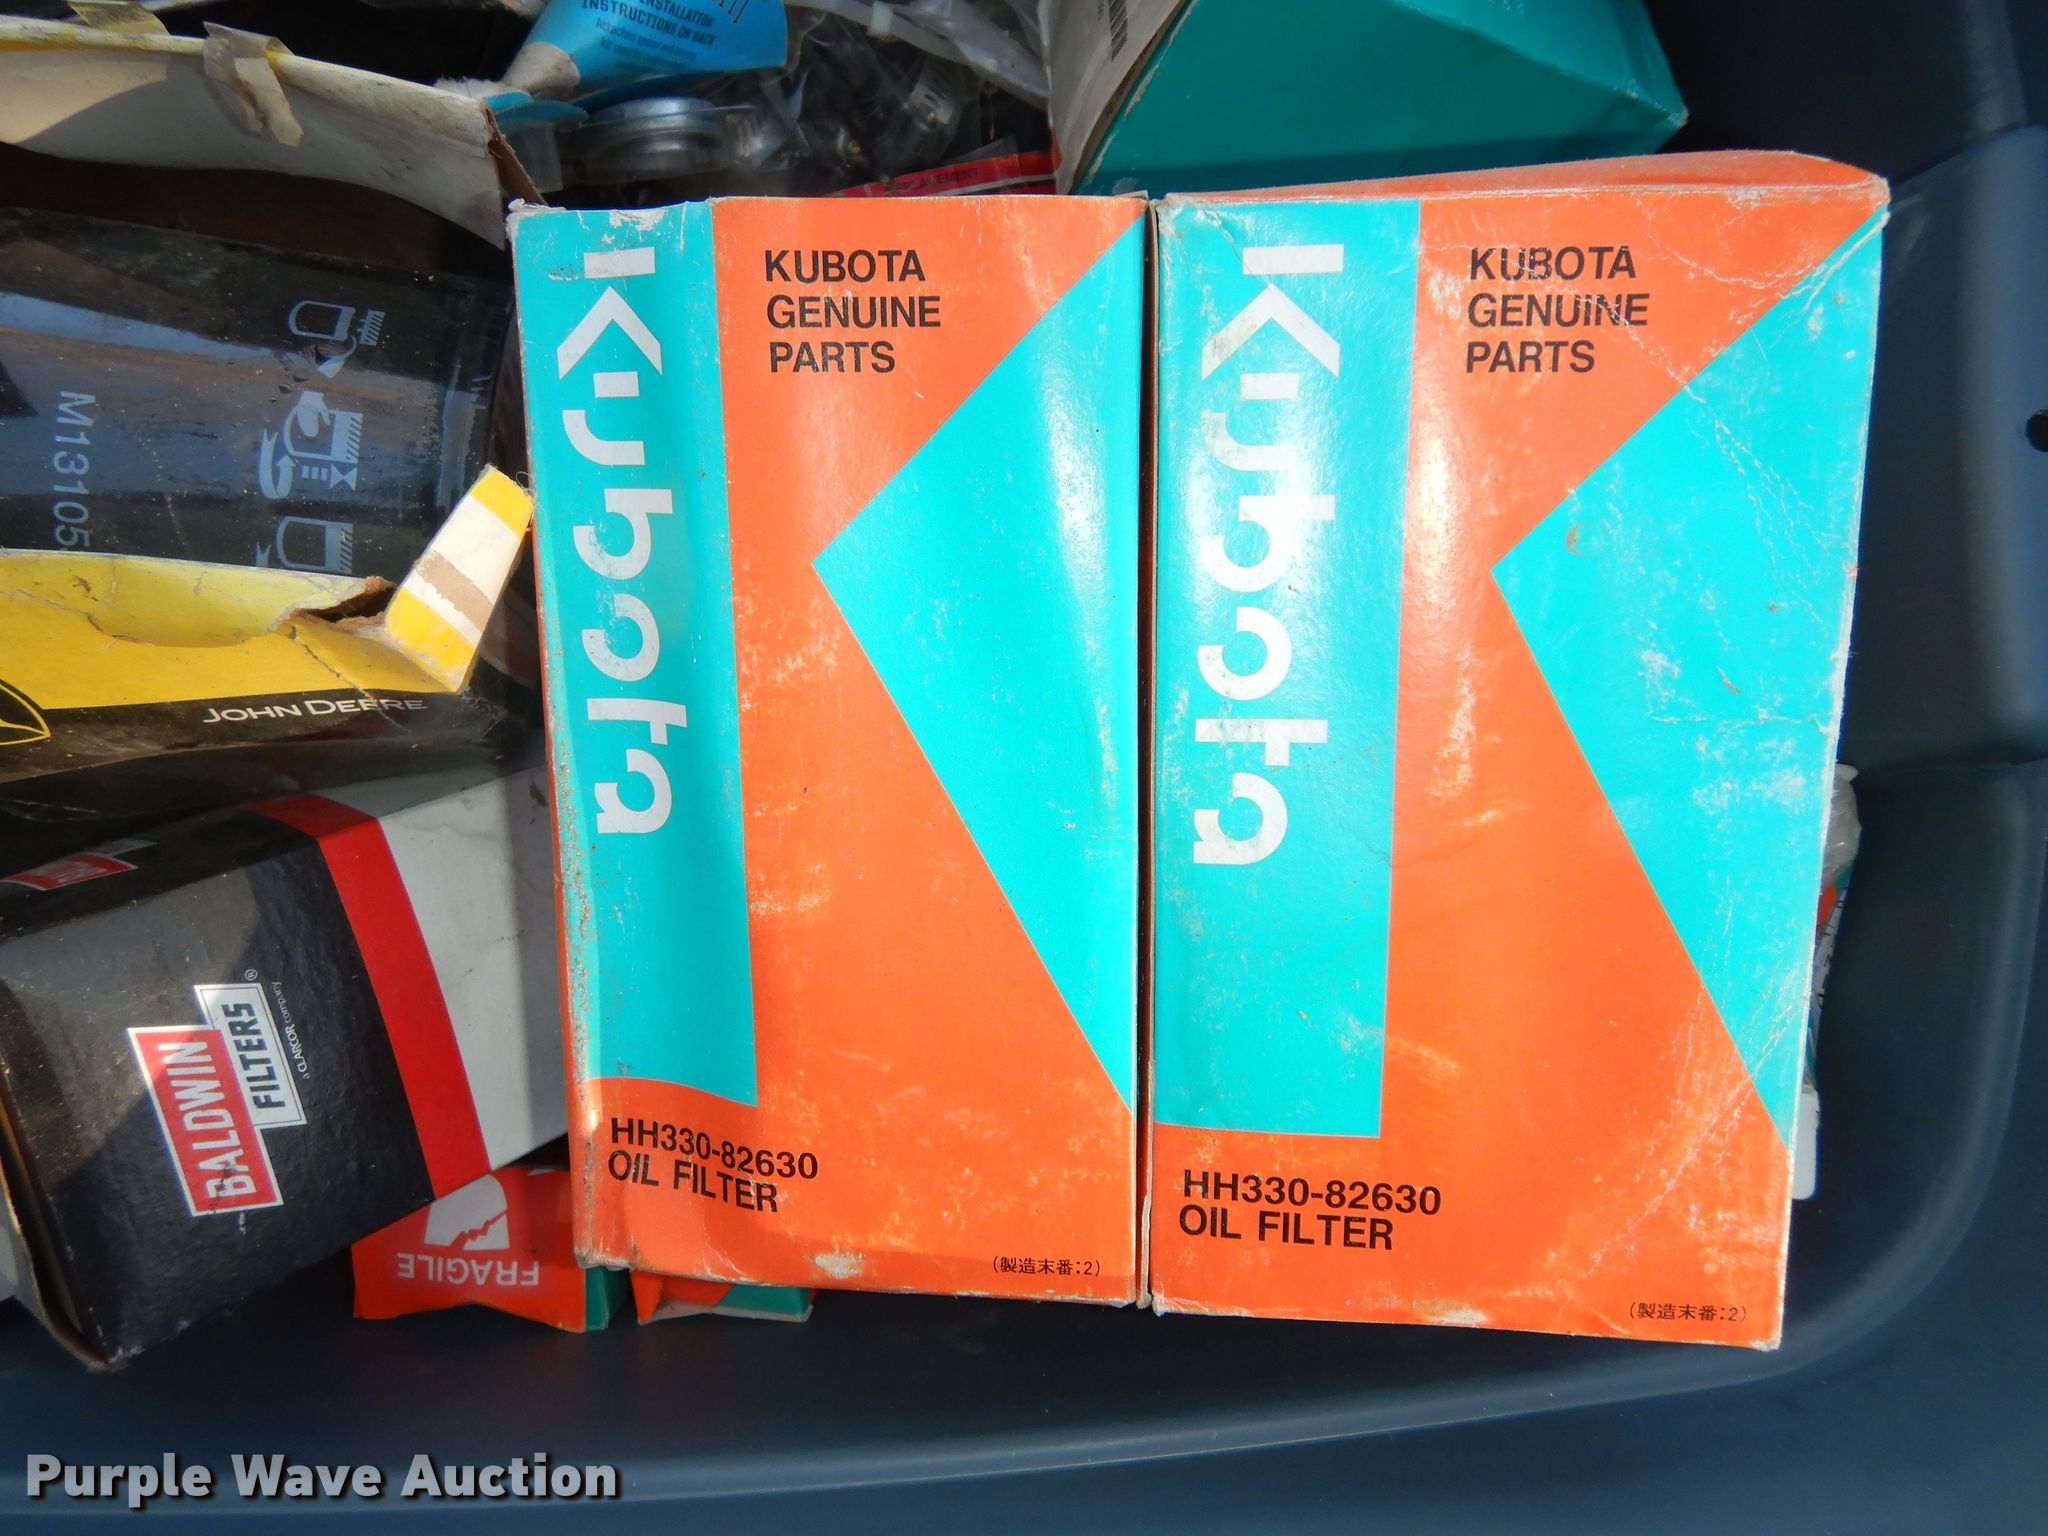 INSTALLATION
INSTRUCTIONS ON BACK
KUBOTA
GENUINE
PARTS
Kubota
HH330-82630
OIL FILTER
(製造末番:2)
KUBOTA
GENUINE
PARTS
Kubota
HH330-82630
OIL FILTER
(製造末番:2)
M13105
JOHN DEERE
BALDWIN
FILTERS®
a CLARCOR company
FRAGILE
Purple Wave Auction